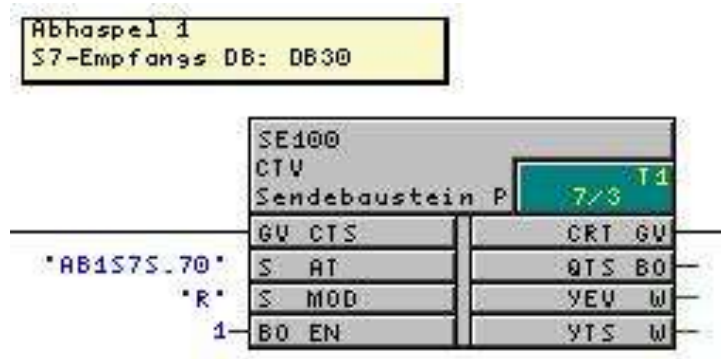 Abhaspel 1
S7-Empfangs DB: DB30
SE100
CTV
Sendebaustein P
T1
7/3
GV CTS
CRT GV
"AB1S7S.70"
S AT
QTS BO
"R"
S MOD
YEV W
1
BO EN
YTS W